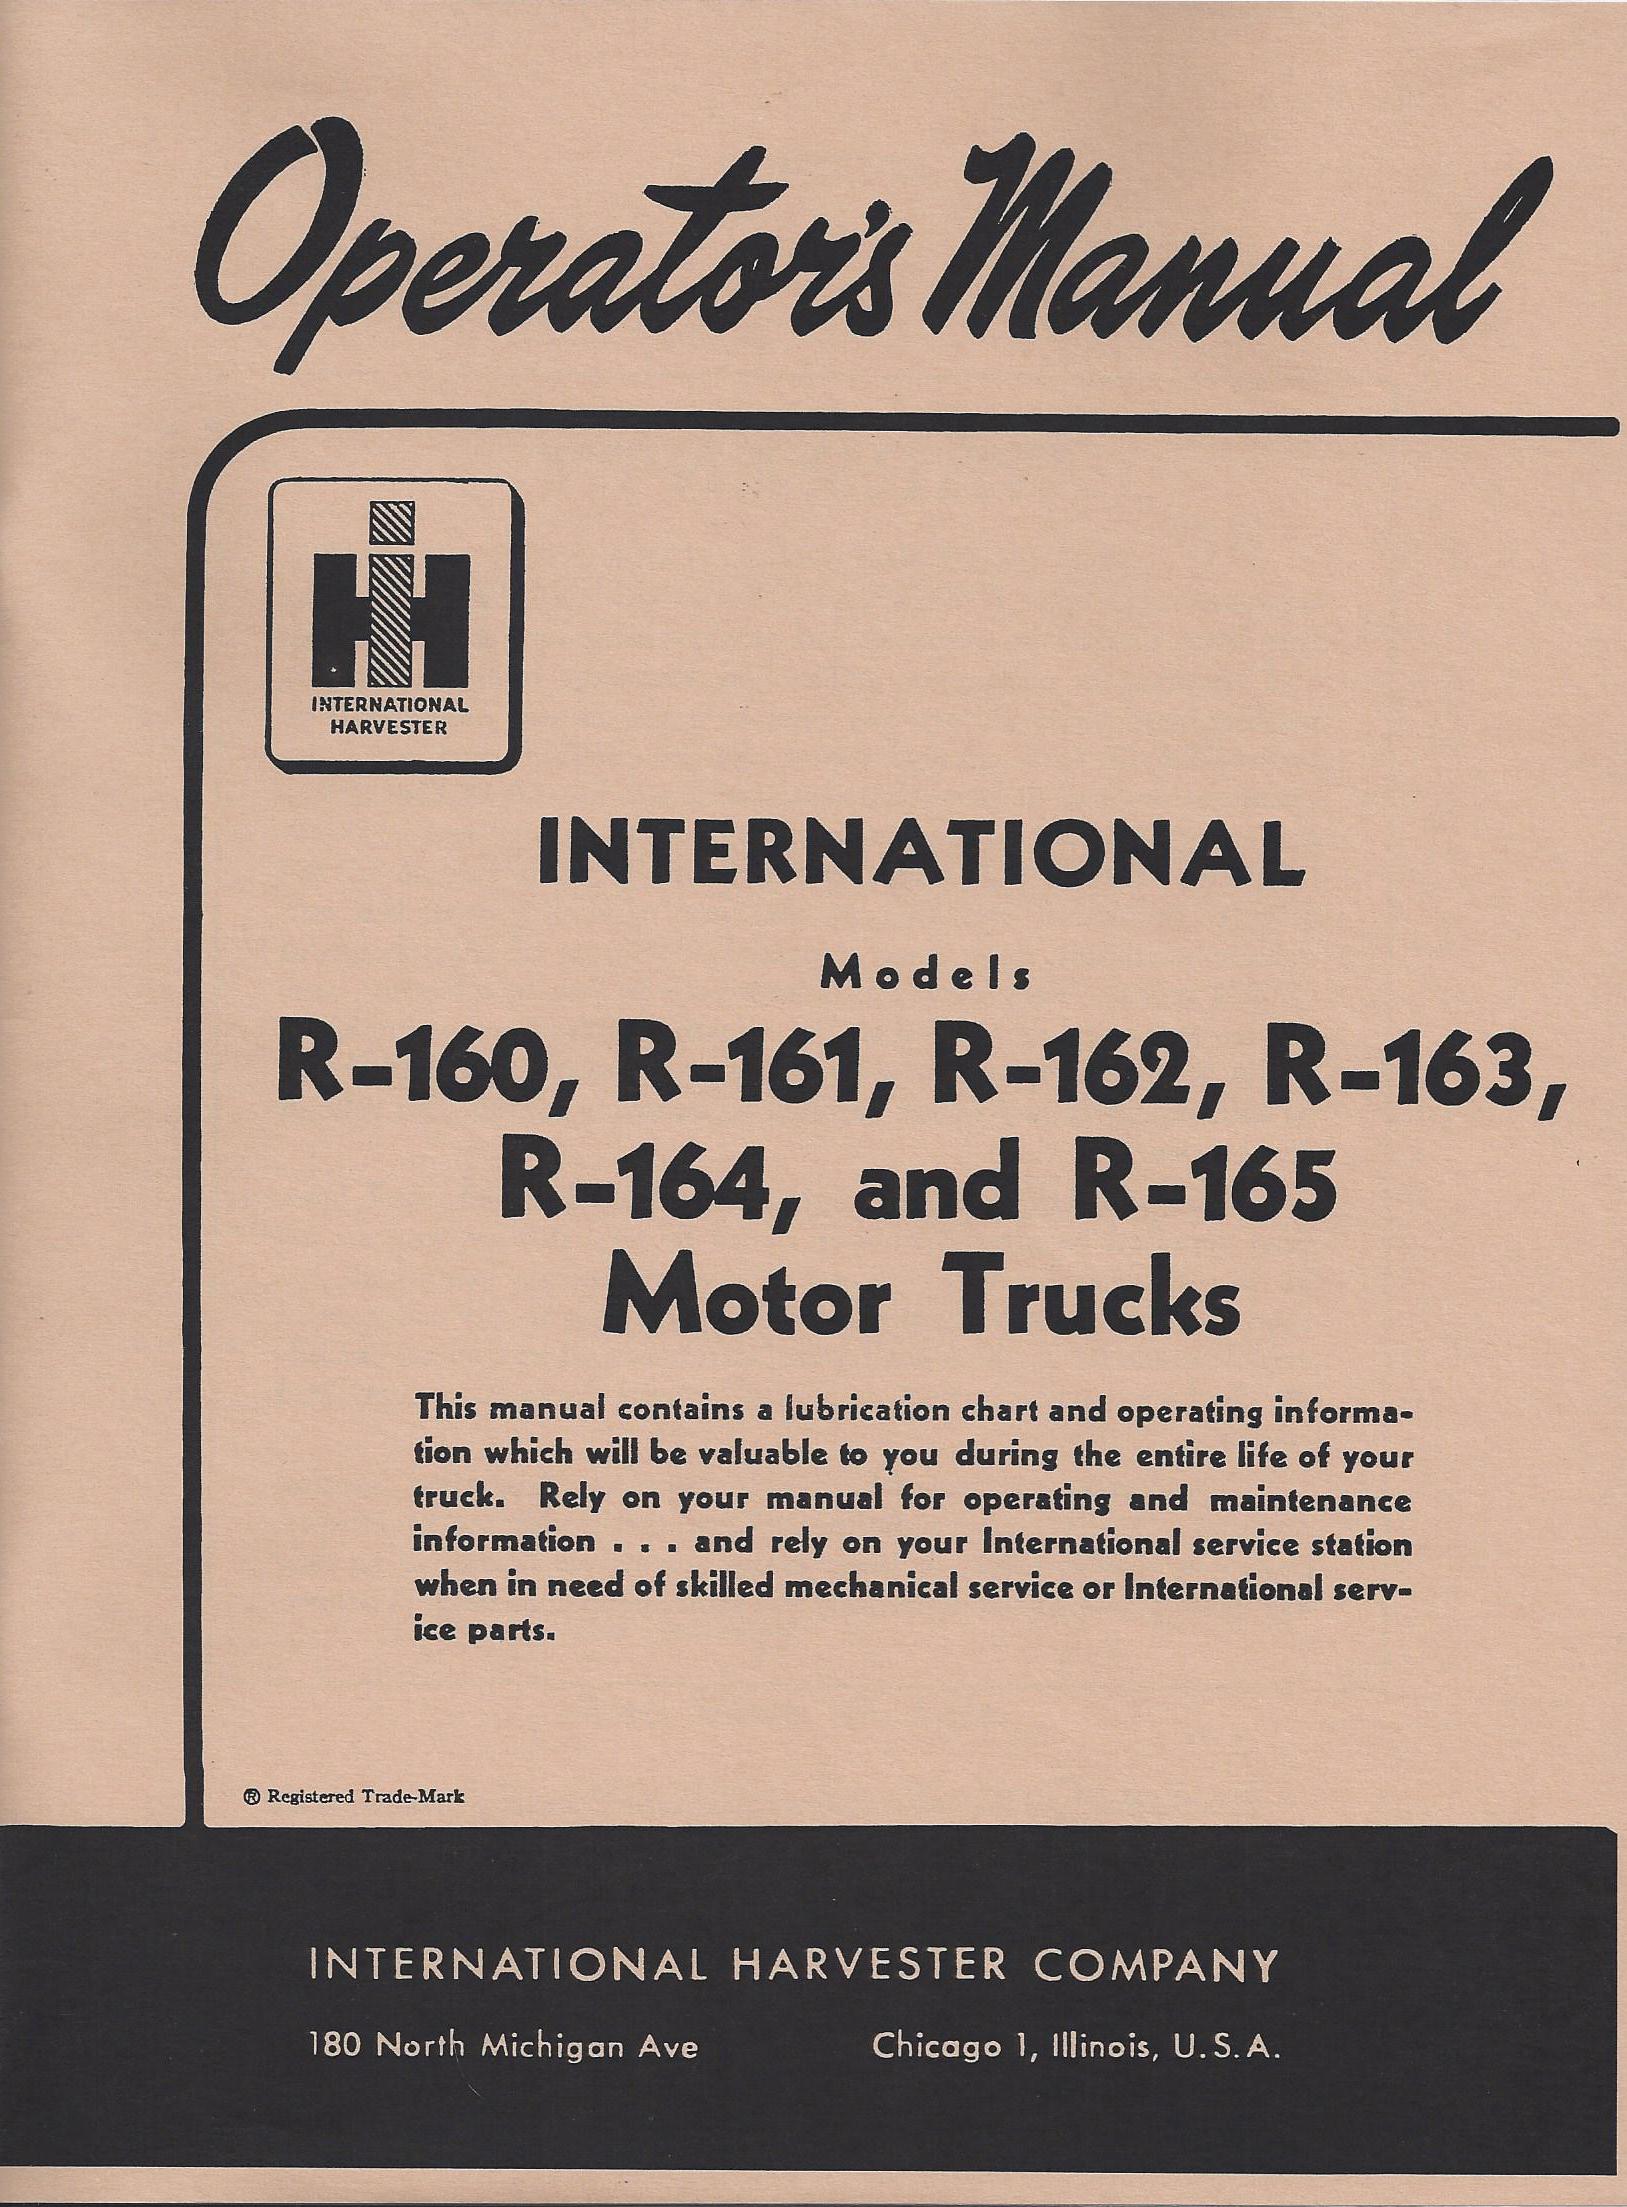 Operator's Manual
IH
INTERNATIONAL
HARVESTER
INTERNATIONAL
Models
R-160, R-161, R-162, R-163,
R-164, and R-165
Motor Trucks
This manual contains a lubrication chart and operating informa-
tion which will be valuable to you during the entire life of your
truck. Rely on your manual for operating and maintenance
information . . . and rely on your International service station
when in need of skilled mechanical service or International serv-
ice parts.
® Registered Trade-Mark
INTERNATIONAL HARVESTER COMPANY
180 North Michigan Ave Chicago 1, Illinois, U.S.A.